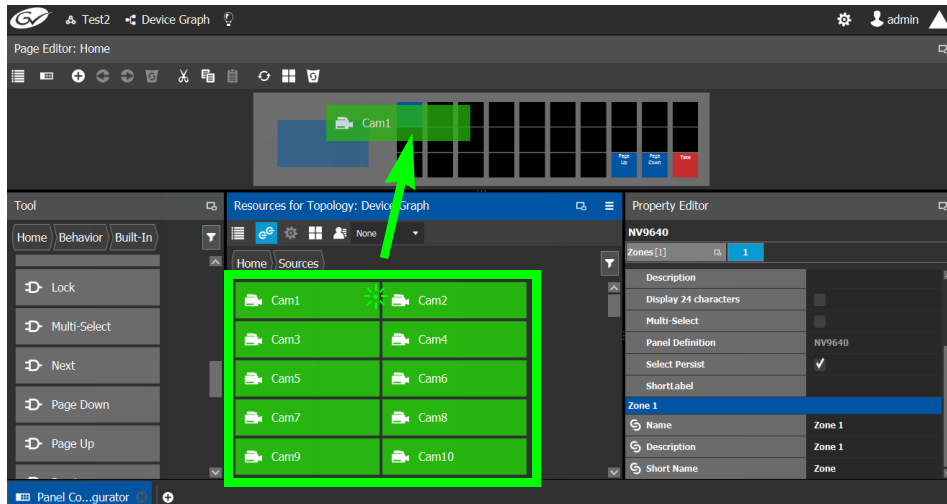 GV Test2 Device Graph admin
Page Editor: Home
Cam1
Page Up Page Down Take
Tool
Home Behavior Built-In
Lock
Multi-Select
Next
Page Down
Page Up
Resources for Topology: Device Graph
None
Home Sources
Cam1 Cam2
Cam3 Cam4
Cam5 Cam6
Cam7 Cam8
Cam9 Cam10
Property Editor
NV9640
Zones[1] 1
Description
Display 24 characters
Multi-Select
Panel Definition NV9640
Select Persist
ShortLabel
Zone 1
Name Zone 1
Description Zone 1
Short Name Zone
Panel Co...gurator